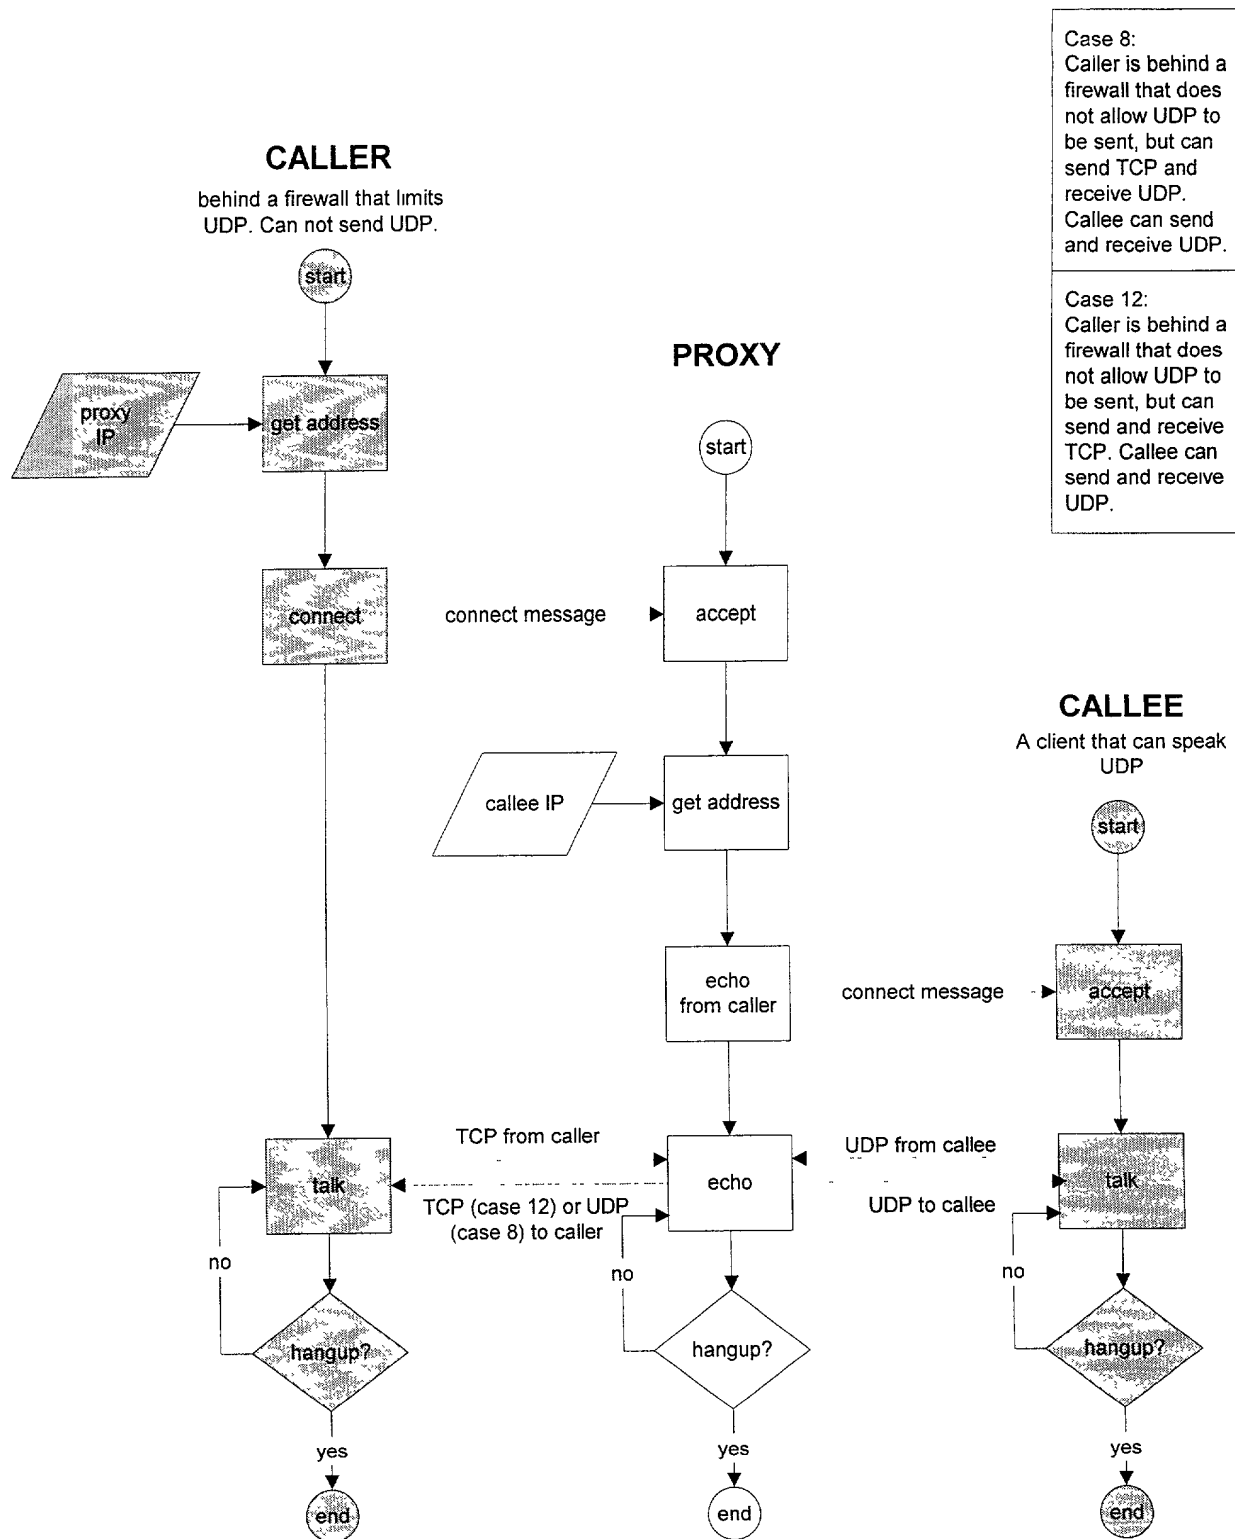 Case 8:
Caller is behind a
firewall that does
not allow UDP to
be sent, but can
send TCP and
receive UDP.
Callee can send
and receive UDP.
Case 12:
Caller is behind a
firewall that does
not allow UDP to
be sent, but can
send and receive
TCP. Callee can
send and receive
UDP.
CALLER
behind a firewall that limits
UDP. Can not send UDP.
start
proxy
IP
get address
connect
PROXY
start
connect message
accept
callee IP
get address
echo
from caller
CALLEE
A client that can speak
UDP
start
connect message
accept
TCP from caller
talk
TCP (case 12) or UDP
(case 8) to caller
echo
UDP from callee
UDP to callee
talk
no
hangup?
yes
end
no
hangup?
yes
end
no
hangup?
yes
end